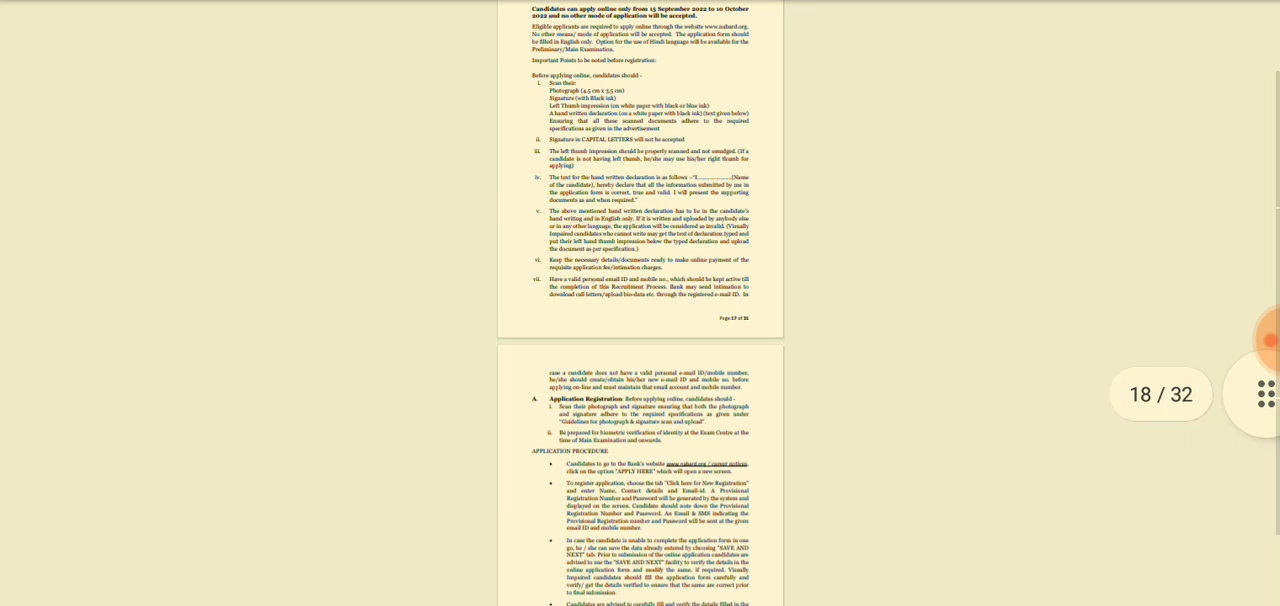 Candidates can apply online only from 15 September 2022 to 10 October
2022 and no other mode of application will be accepted.
Eligible applicants are required to apply online through the website www.nabard.org.
No other means/ mode of application will be accepted. The application form should
be filled in English only. Option for the use of Hindi language will be available for the
Preliminary/Main Examination.
Important Points to be noted before registration:
Before applying online, candidates should -
i. Scan their
Photograph (4.5 cm x 3.5 cm)
Signature (with Black ink)
Left Thumb impression (on white paper with black or blue ink)
A hand written declaration (on a white paper with black ink) (text given below)
Ensuring that all these scanned documents adhere to the required
specifications as given in the advertisement
ii. Signature in CAPITAL LETTERS will not be accepted
iii. The left thumb impression should be properly scanned and not smudged. (If a
candidate is not having left thumb, he/she may use his/her right thumb for
applying)
iv. The text for the hand written declaration is as follows –"I....................(Name
of the candidate), hereby declare that all the information submitted by me in
the application form is correct, true and valid. I will present the supporting
documents as and when required."
v. The above mentioned hand written declaration has to be in the candidate's
hand writing and in English only. If it is written and uploaded by anybody else
or in any other language, the application will be considered as invalid. (Visually
Impaired candidates who cannot write may get the text of declaration typed and
put their left hand thumb impression below the typed declaration and upload
the document as per specification.)
vi. Keep the necessary details/documents ready to make online payment of the
requisite application fee/intimation charges.
vii. Have a valid personal email ID and mobile no., which should be kept active till
the completion of this Recruitment Process. Bank may send intimation to
download call letters/upload bio-data etc. through the registered e-mail ID. In
Page 17 of 31
case a candidate does not have a valid personal e-mail ID/mobile number,
he/she should create/obtain his/her new e-mail ID and mobile no. before
applying on-line and must maintain that email account and mobile number.
A. Application Registration: Before applying online, candidates should -
i. Scan their photograph and signature ensuring that both the photograph
and signature adhere to the required specifications as given under
"Guidelines for photograph & signature scan and upload".
ii. Be prepared for biometric verification of identity at the Exam Centre at the
time of Main Examination and onwards.
APPLICATION PROCEDURE
• Candidates to go to the Bank's website www.nabard.org / career notices,
click on the option "APPLY HERE" which will open a new screen.
• To register application, choose the tab "Click here for New Registration"
and enter Name, Contact details and Email-id. A Provisional
Registration Number and Password will be generated by the system and
displayed on the screen. Candidate should note down the Provisional
Registration Number and Password. An Email & SMS indicating the
Provisional Registration number and Password will be sent at the given
email ID and mobile number.
• In case the candidate is unable to complete the application form in one
go, he / she can save the data already entered by choosing "SAVE AND
NEXT" tab. Prior to submission of the online application candidates are
advised to use the "SAVE AND NEXT" facility to verify the details in the
online application form and modify the same, if required. Visually
Impaired candidates should fill the application form carefully and
verify/ get the details verified to ensure that the same are correct prior
to final submission.
• Candidates are advised to carefully fill and verify the details filled in the
18 / 32